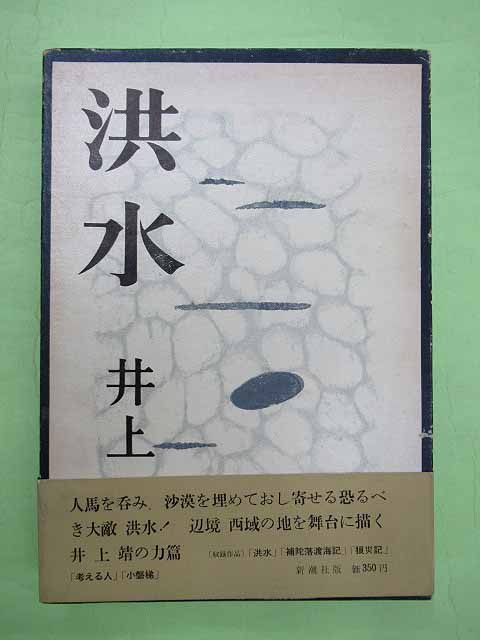 洪水
井上
人馬を呑み、沙漠を埋めておし寄せる恐るべ
き大敵 洪水！ 辺境 西域の地を舞台に描く
井上 靖の力篇 〔収録作品〕「洪水」「補陀落渡海記」「狼災記」
「考える人」「小磐梯」 新潮社版 価350円